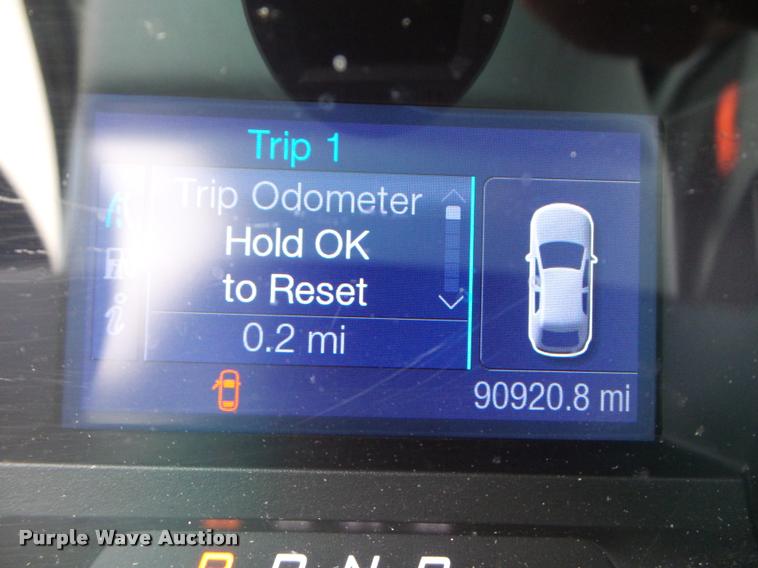 Trip 1
Trip Odometer
Hold OK
to Reset
0.2 mi
90920.8 mi
Purple Wave Auction